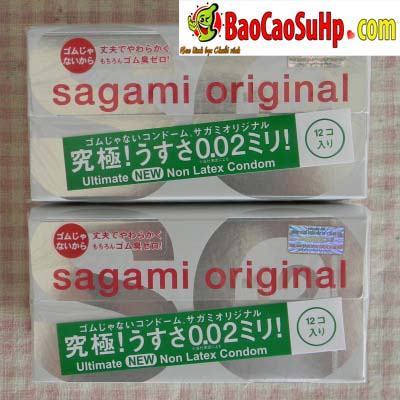 BaoCaoSuHp.com
ゴムじゃ
ないから
丈夫でやわらかく
もちろんゴム臭ゼロ!
sagami original
ゴムじゃないコンドーム、サガミオリジナル
究極!うすさ0.02ミリ!
Ultimate NEW Non Latex Condom
12コ
入り
ゴムじゃ
ないから
丈夫でやわらかく
もちろんゴム臭ゼロ!
sagami original
ゴムじゃないコンドーム、サガミオリジナル
究極!うすさ0.02ミリ!
Ultimate NEW Non Latex Condom
12コ
入り